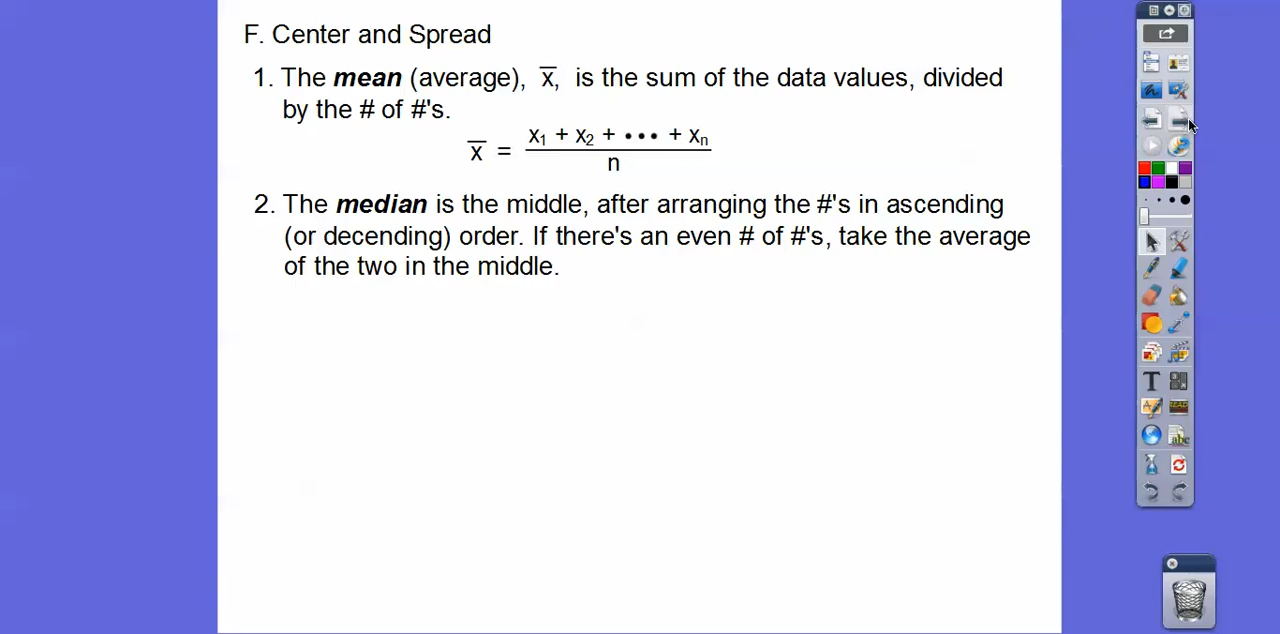 F. Center and Spread
1. The mean (average), x̅, is the sum of the data values, divided
by the # of #'s.
x̅ = x₁ + x₂ + ••• + xₙ
n
2. The median is the middle, after arranging the #'s in ascending
(or decending) order. If there's an even # of #'s, take the average
of the two in the middle.